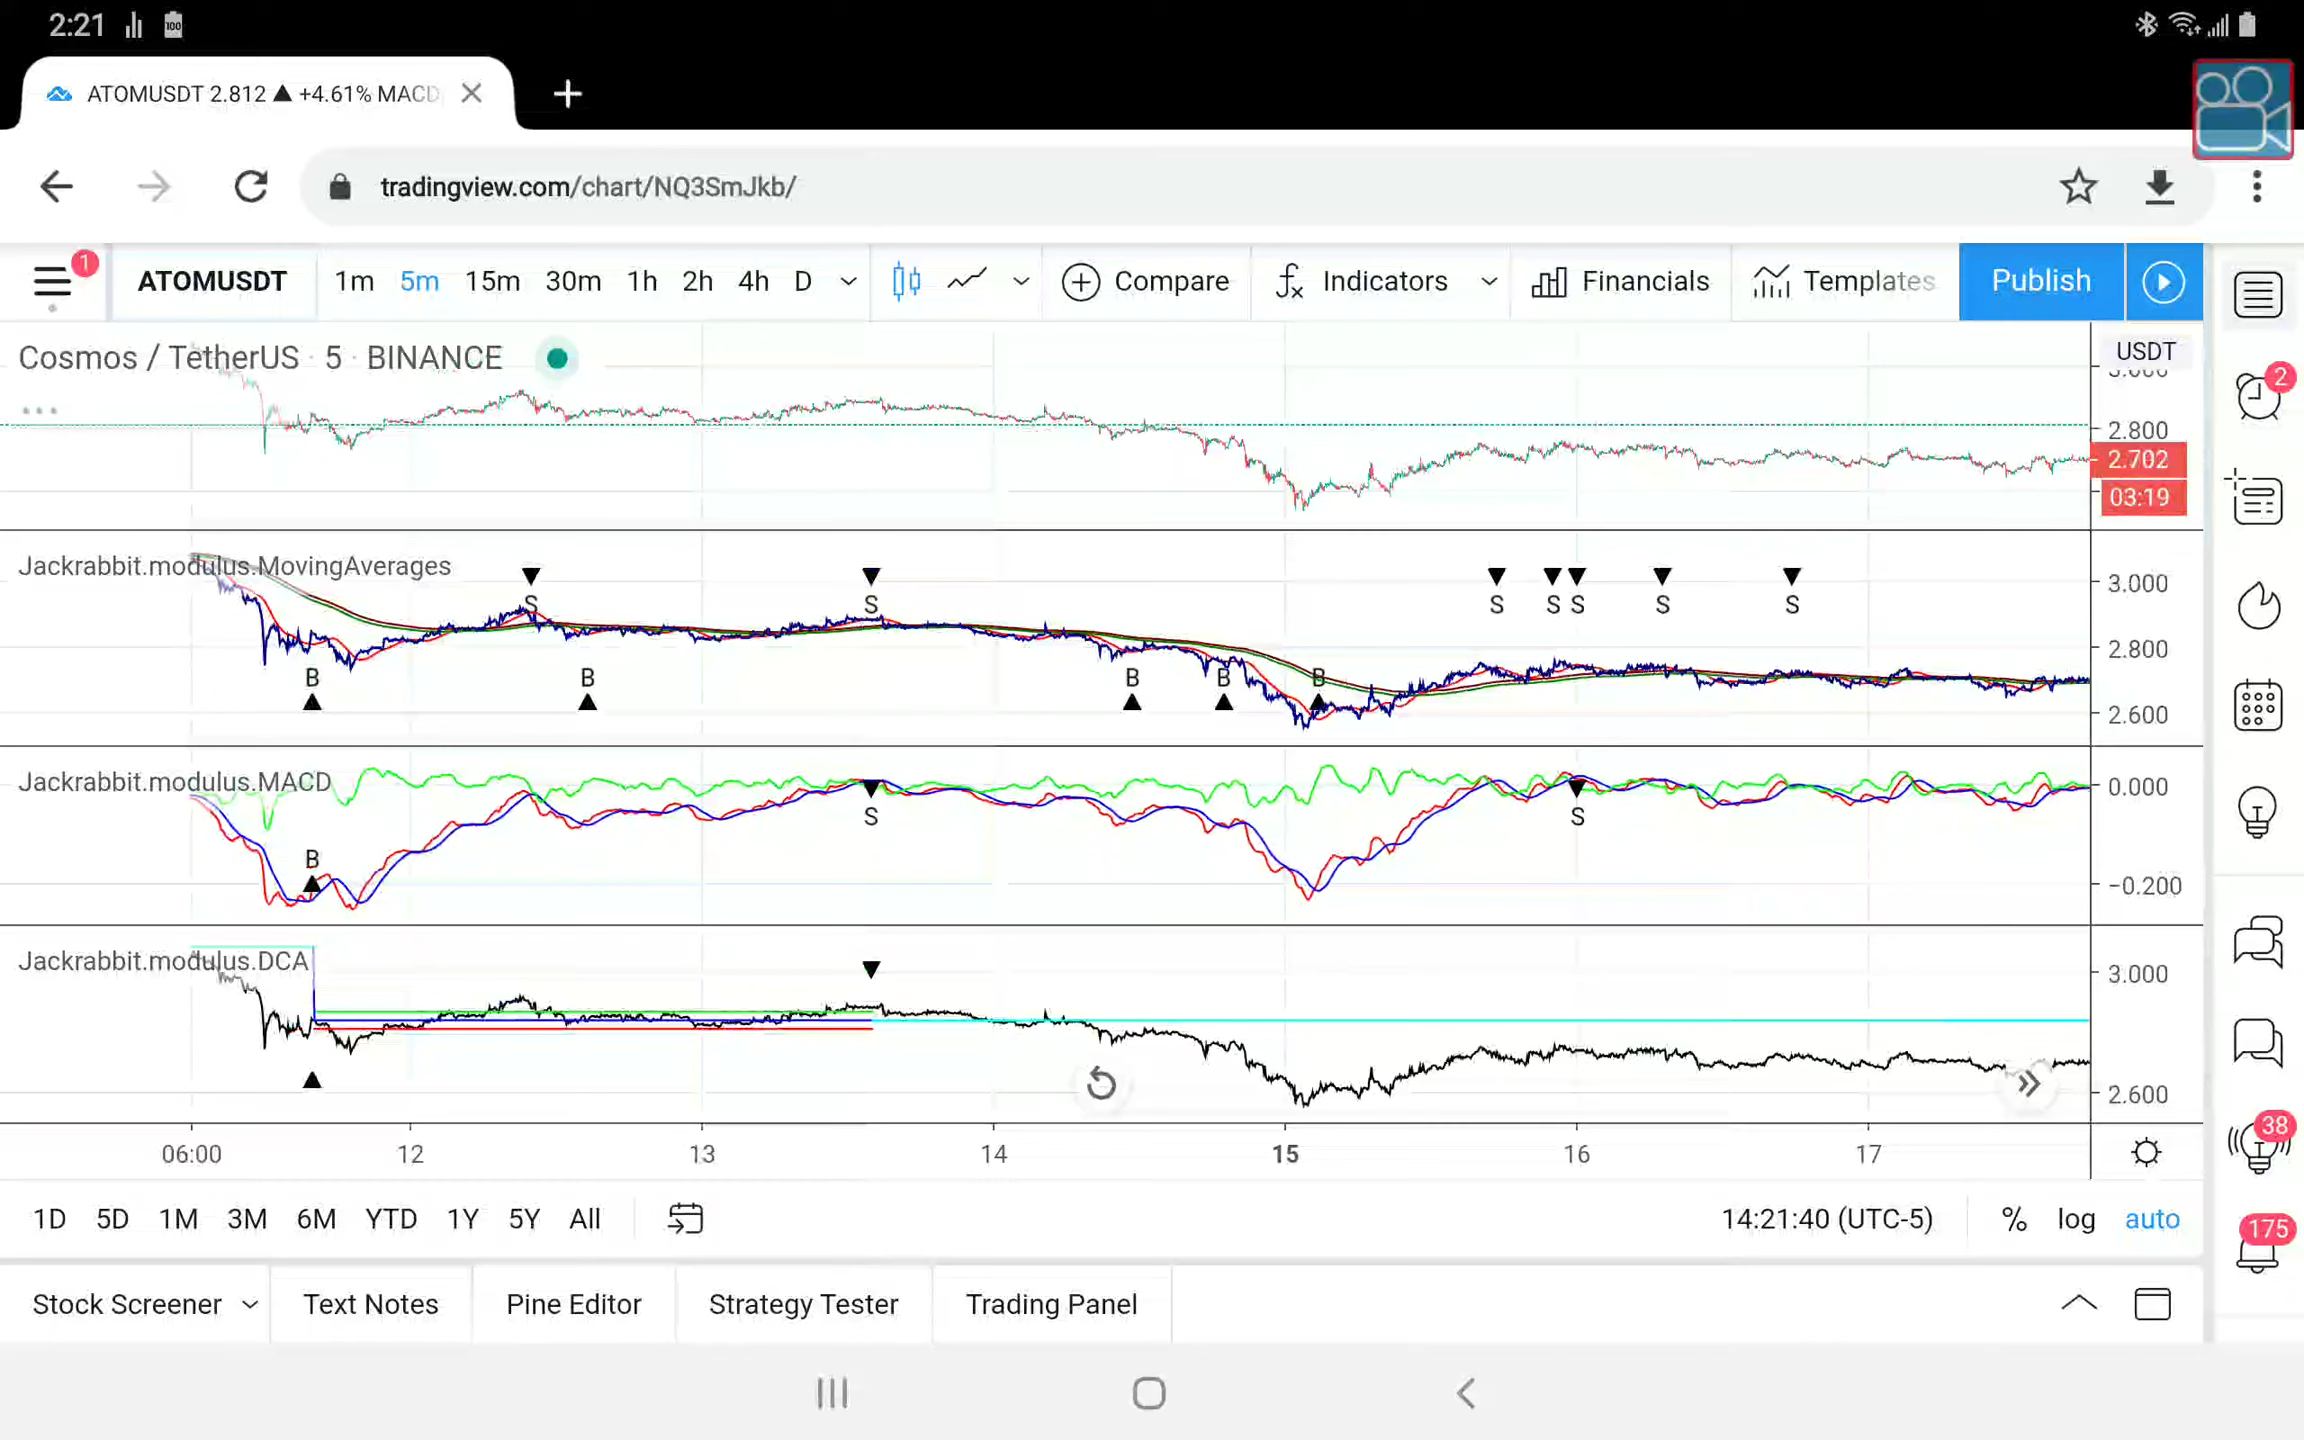 2:21
100
ATOMUSDT 2.812 ▲ +4.61% MACD
tradingview.com/chart/NQ3SmJkb/
1
ATOMUSDT 1m 5m 15m 30m 1h 2h 4h D Compare Indicators Financials Templates Publish
Cosmos / TetherUS · 5 · BINANCE
USDT
3.000
2
2.800
2.702
03:19
Jackrabbit.modulus.MovingAverages
3.000
S S S S S S S
2.800
B B B B B
2.600
Jackrabbit.modulus.MACD
0.000
S S
B
−0.200
Jackrabbit.modulus.DCA
3.000
2.600
06:00 12 13 14 15 16 17
38
1D 5D 1M 3M 6M YTD 1Y 5Y All 14:21:40 (UTC-5) % log auto
175
Stock Screener Text Notes Pine Editor Strategy Tester Trading Panel